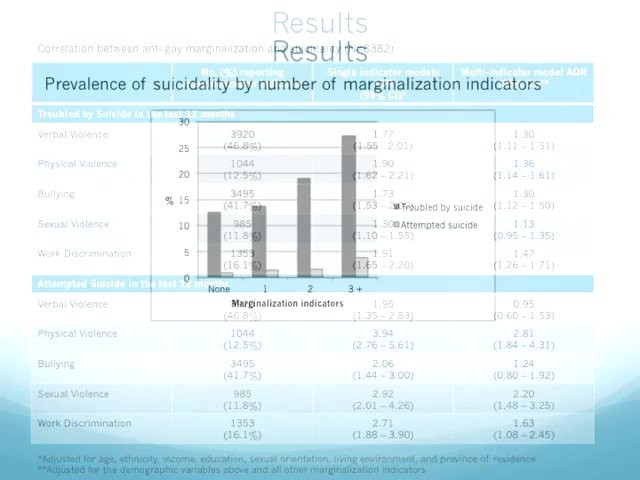 Results
Results
Correlation between anti-gay marginalization and suicidality (N=8382)
Prevalence of suicidality by number of marginalization indicators
No. (%) reporting
Single indicator models
Multi-indicator model AOR
(95% CI)*
Troubled by Suicide in the last 12 months
Verbal Violence 3920 1.77 1.30
(46.8%) (1.55 - 2.01) (1.11 – 1.51)
Physical Violence 1044 1.90 1.36
(12.5%) (1.62 - 2.21) (1.14 – 1.61)
Bullying 3495 1.73 1.30
(41.7%) (1.53 - (1.12 – 1.50)
Sexual Violence 985 1.30 1.13
(11.8%) (1.10 – 1.55) (0.95 – 1.35)
Work Discrimination 1353 1.91 1.47
(16.1%) (1.65 – 2.20) (1.26 – 1.71)
30
25
20
15
10
5
0
%
None 1 2 3 +
Marginalization indicators
Troubled by suicide
Attempted suicide
Attempted Suicide in the last 12 months
Verbal Violence 1.95 0.95
(46.8%) (1.35 – 2.83) (0.60 – 1.53)
Physical Violence 1044 3.94 2.81
(12.5%) (2.76 – 5.61) (1.84 – 4.31)
Bullying 3495 2.06 1.24
(41.7%) (1.44 – 3.00) (0.80 – 1.92)
Sexual Violence 985 2.92 2.20
(11.8%) (2.01 – 4.26) (1.48 – 3.25)
Work Discrimination 1353 2.71 1.63
(16.1%) (1.88 – 3.90) (1.08 – 2.45)
*Adjusted for age, ethnicity, income, education, sexual orientation, living environment, and province of residence
**Adjusted for the demographic variables above and all other marginalization indicators